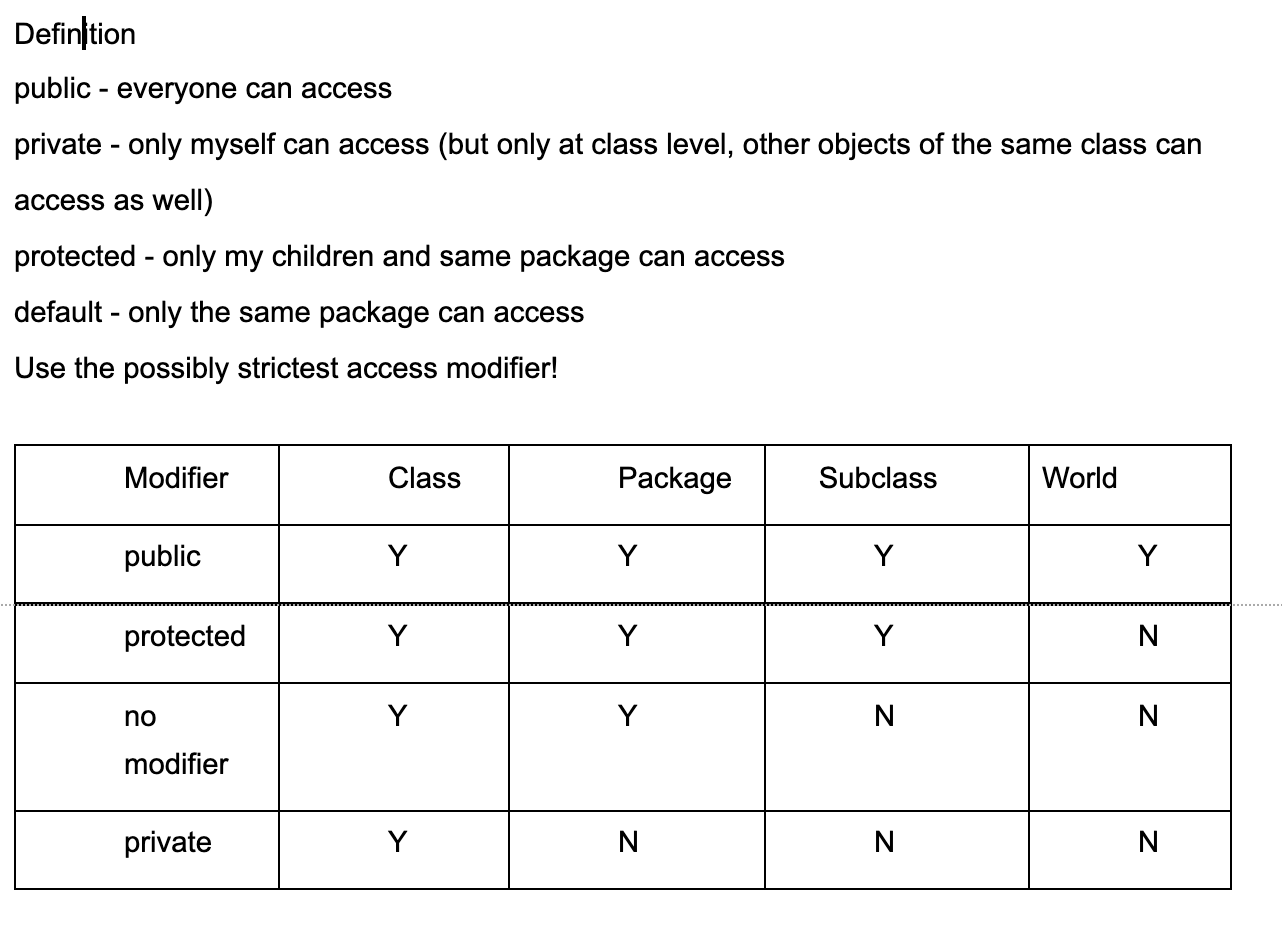 Definition
public - everyone can access
private - only myself can access (but only at class level, other objects of the same class can
access as well)
protected - only my children and same package can access
default - only the same package can access
Use the possibly strictest access modifier!
Modifier Class Package Subclass World
public Y Y Y Y
protected Y Y Y N
no Y Y N N
modifier
private Y N N N